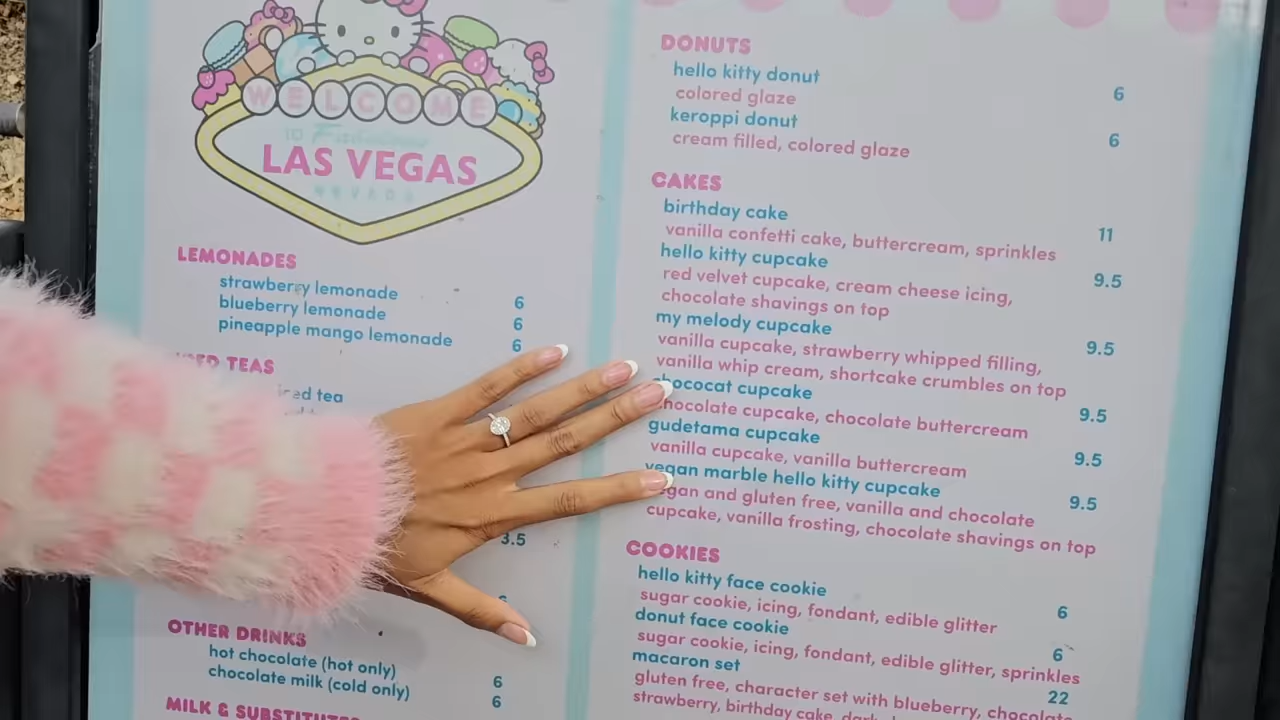 WELCOME
TO Fabulous
LAS VEGAS
NEVADA
LEMONADES
strawberry lemonade 6
blueberry lemonade 6
pineapple mango lemonade 6
TEAS
iced tea
3.5
OTHER DRINKS
hot chocolate (hot only) 6
chocolate milk (cold only) 6
MILK & SUBSTITUTES
DONUTS
hello kitty donut 6
colored glaze
keroppi donut 6
cream filled, colored glaze
CAKES
birthday cake 11
vanilla confetti cake, buttercream, sprinkles
hello kitty cupcake 9.5
red velvet cupcake, cream cheese icing,
chocolate shavings on top
my melody cupcake 9.5
vanilla cupcake, strawberry whipped filling,
vanilla whip cream, shortcake crumbles on top
chococat cupcake 9.5
chocolate cupcake, chocolate buttercream
gudetama cupcake 9.5
vanilla cupcake, vanilla buttercream
vegan marble hello kitty cupcake 9.5
vegan and gluten free, vanilla and chocolate
cupcake, vanilla frosting, chocolate shavings on top
COOKIES
hello kitty face cookie 6
sugar cookie, icing, fondant, edible glitter
donut face cookie 6
sugar cookie, icing, fondant, edible glitter, sprinkles
macaron set 22
gluten free, character set with blueberry, chocolate
strawberry, birthday cake,